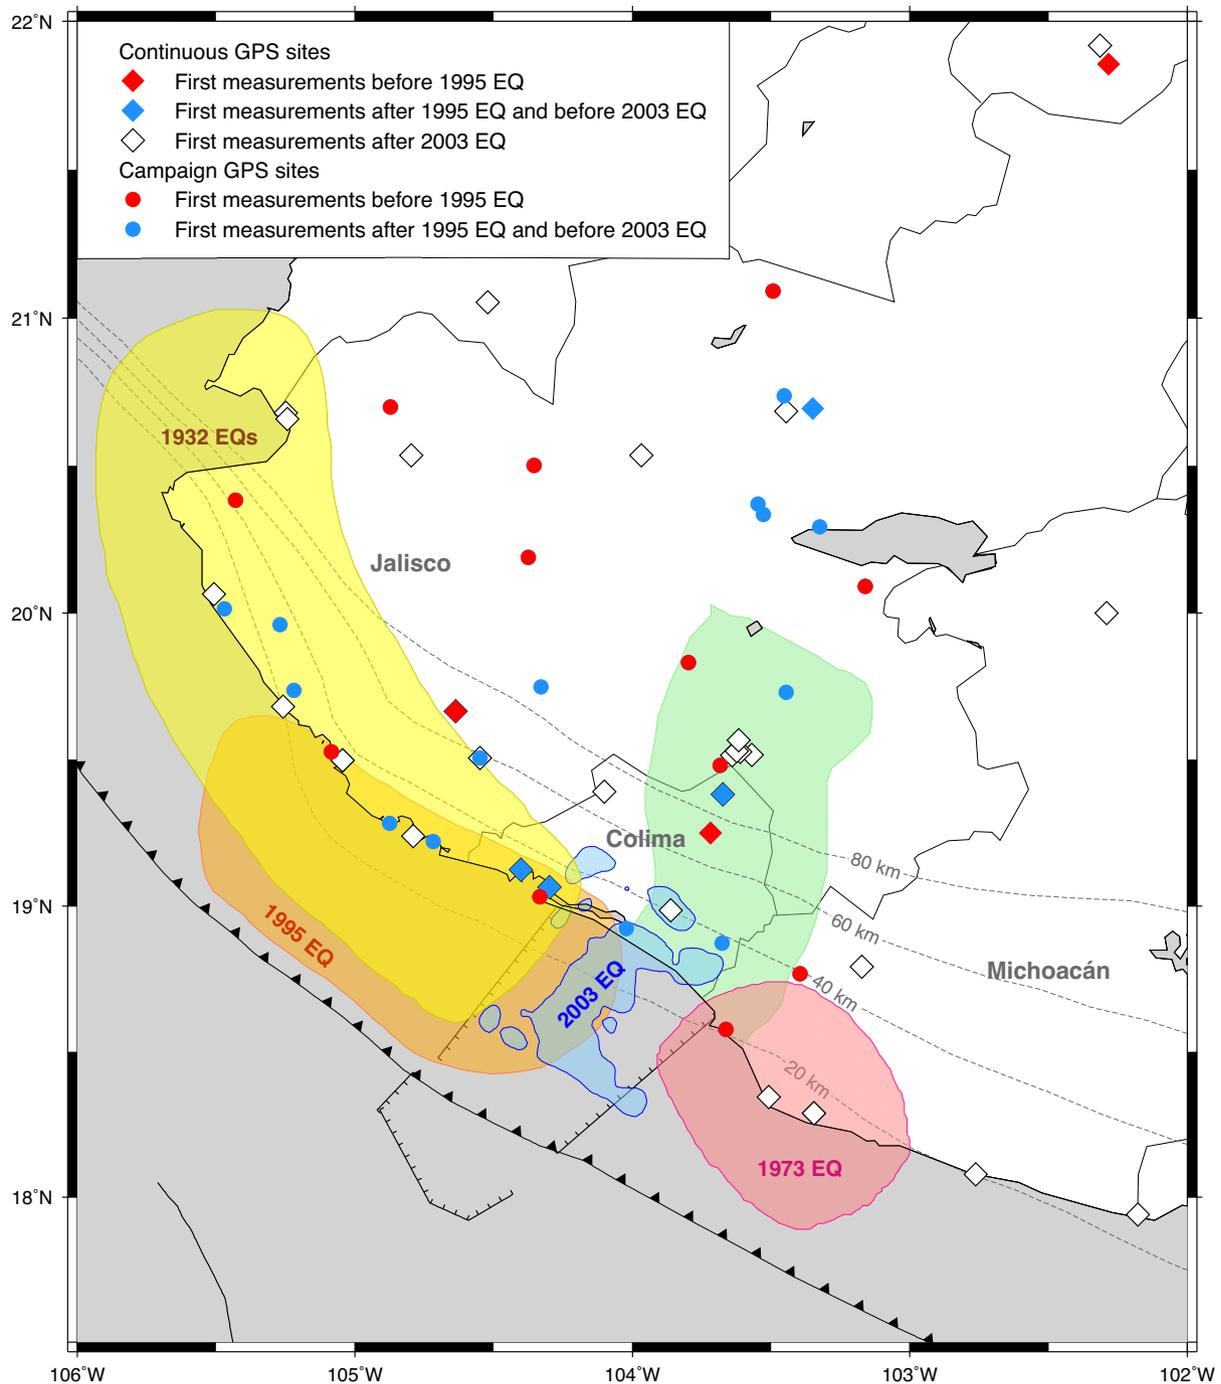 22°N
Continuous GPS sites
First measurements before 1995 EQ
First measurements after 1995 EQ and before 2003 EQ
First measurements after 2003 EQ
Campaign GPS sites
First measurements before 1995 EQ
First measurements after 1995 EQ and before 2003 EQ
21°N
1932 EQs
Jalisco
20°N
Colima
80 km
19°N
1995 EQ
60 km
Michoacán
2003 EQ
40 km
20 km
1973 EQ
18°N
106°W
105°W
104°W
103°W
102°W